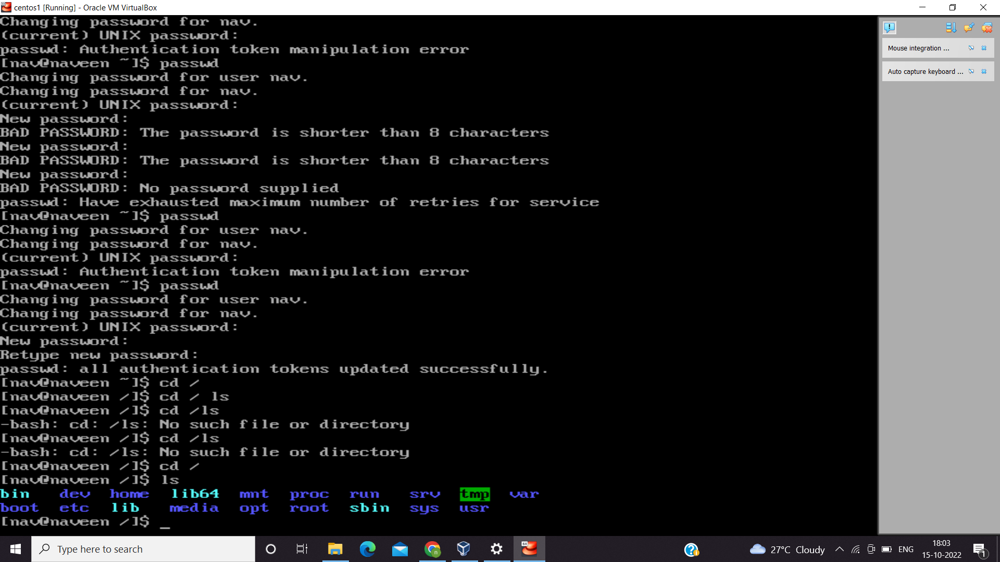 centos1 [Running] - Oracle VM VirtualBox
Changing password for nav.
(current) UNIX password:
passwd: Authentication token manipulation error
[nav@naveen ~]$ passwd
Changing password for user nav.
Changing password for nav.
(current) UNIX password:
New password:
BAD PASSWORD: The password is shorter than 8 characters
New password:
BAD PASSWORD: The password is shorter than 8 characters
New password:
BAD PASSWORD: No password supplied
passwd: Have exhausted maximum number of retries for service
[nav@naveen ~]$ passwd
Changing password for user nav.
Changing password for nav.
(current) UNIX password:
passwd: Authentication token manipulation error
[nav@naveen ~]$ passwd
Changing password for user nav.
Changing password for nav.
(current) UNIX password:
New password:
Retype new password:
passwd: all authentication tokens updated successfully.
[nav@naveen ~]$ cd /
[nav@naveen /]$ cd / ls
[nav@naveen /]$ cd /ls
-bash: cd: /ls: No such file or directory
[nav@naveen /]$ cd /ls
-bash: cd: /ls: No such file or directory
[nav@naveen /]$ cd /
[nav@naveen /]$ ls
bin dev home lib64 mnt proc run srv tmp var
boot etc lib media opt root sbin sys usr
[nav@naveen /]$ _
Mouse integration ...
Auto capture keyboard ...
Type here to search
64
27°C Cloudy
ENG
18:03
15-10-2022
1